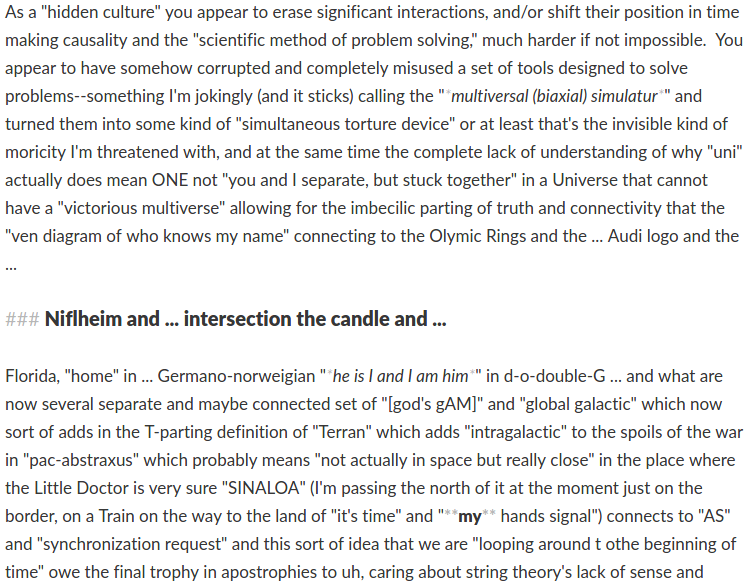 As a "hidden culture" you appear to erase significant interactions, and/or shift their position in time
making causality and the "scientific method of problem solving," much harder if not impossible.  You
appear to have somehow corrupted and completely misused a set of tools designed to solve
problems--something I'm jokingly (and it sticks) calling the "*multiversal (biaxial) simulatur*" and
turned them into some kind of "simultaneous torture device" or at least that's the invisible kind of
moricity I'm threatened with, and at the same time the complete lack of understanding of why "uni"
actually does mean ONE not "you and I separate, but stuck together" in a Universe that cannot
have a "victorious multiverse" allowing for the imbecilic parting of truth and connectivity that the
"ven diagram of who knows my name" connecting to the Olymic Rings and the ... Audi logo and the
...
### Niflheim and ... intersection the candle and ...
Florida, "home" in ... Germano-norweigian "*he is I and I am him*" in d-o-double-G ... and what are
now several separate and maybe connected set of "[god's gAM]" and "global galactic" which now
sort of adds in the T-parting definition of "Terran" which adds "intragalactic" to the spoils of the war
in "pac-abstraxus" which probably means "not actually in space but really close" in the place where
the Little Doctor is very sure "SINALOA" (I'm passing the north of it at the moment just on the
border, on a Train on the way to the land of "it's time" and "**my** hands signal") connects to "AS"
and "synchronization request" and this sort of idea that we are "looping around t othe beginning of
time" owe the final trophy in apostrophies to uh, caring about string theory's lack of sense and